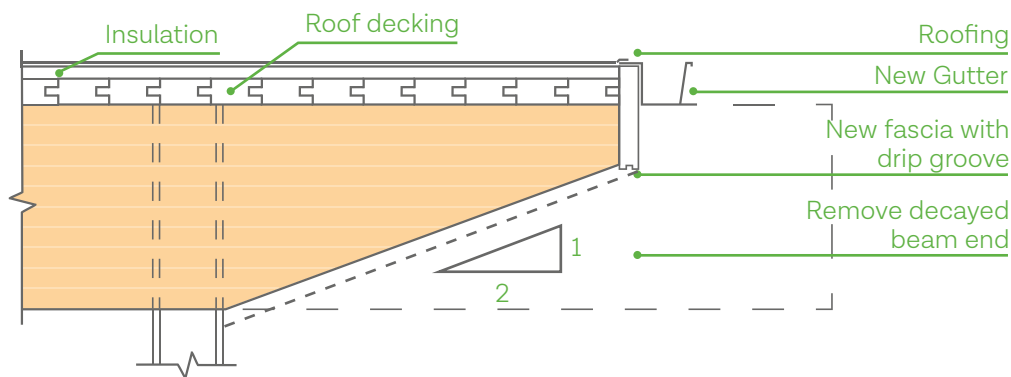 Insulation
Roof decking
Roofing
New Gutter
New fascia with
drip groove
Remove decayed
beam end
1
2